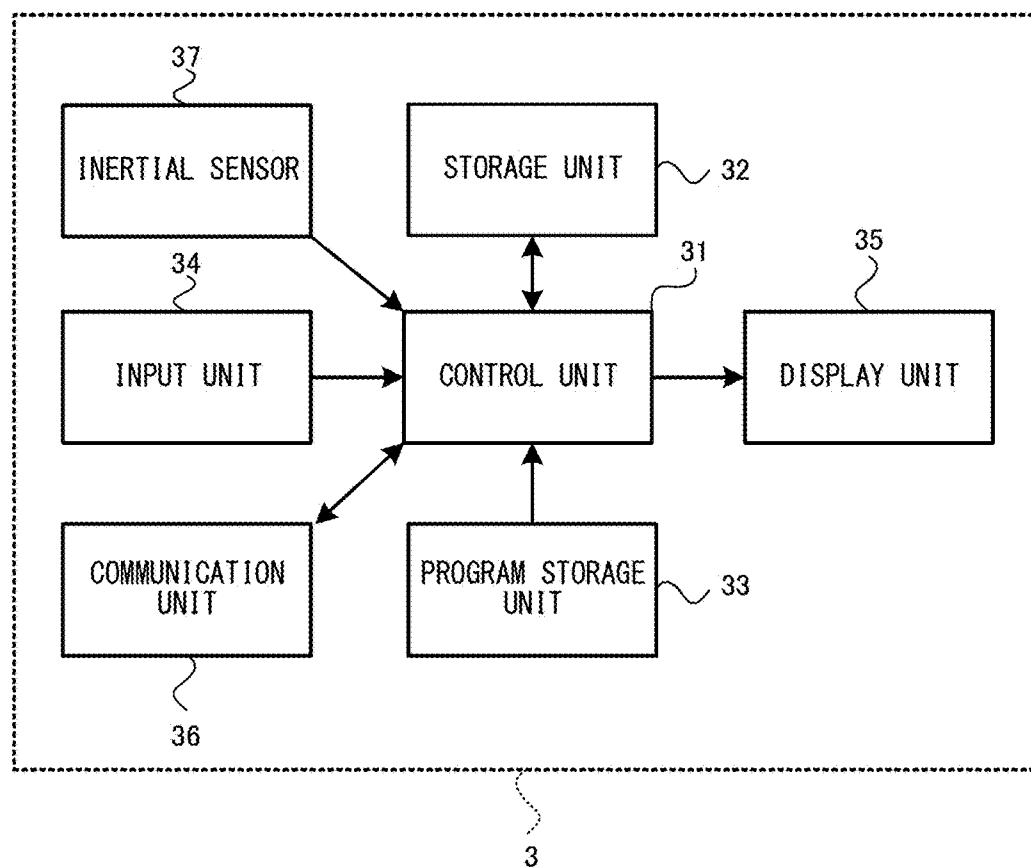 37
INERTIAL SENSOR
STORAGE UNIT
32
34
31
35
INPUT UNIT
CONTROL UNIT
DISPLAY UNIT
COMMUNICATION
UNIT
PROGRAM STORAGE
UNIT
33
36
3